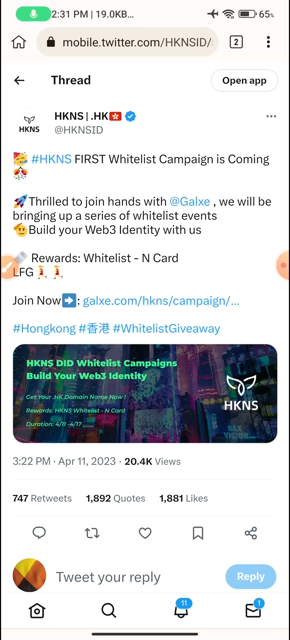 2:31 PM | 19.0KB...
65%
mobile.twitter.com/HKNSID/
2
Thread
Open app
HKNS | .HK🇭🇰
@HKNSID
HKNS
🥳 #HKNS FIRST Whitelist Campaign is Coming
🎊
🚀Thrilled to join hands with @Galxe , we will be
bringing up a series of whitelist events
🫡Build your Web3 Identity with us
Rewards: Whitelist - N Card
LFG💃💃
Join Now➡️: galxe.com/hkns/campaign/...
#Hongkong #香港 #WhitelistGiveaway
HKNS DID Whitelist Campaigns
Build Your Web3 Identity
Get Your .HK Domain Name Now !
Rewards: HKNS Whitelist - N Card
Duration: 4/11 -4/17
HKNS
3:22 PM · Apr 11, 2023 · 20.4K Views
747 Retweets 1,892 Quotes 1,881 Likes
Tweet your reply
Reply
11
1